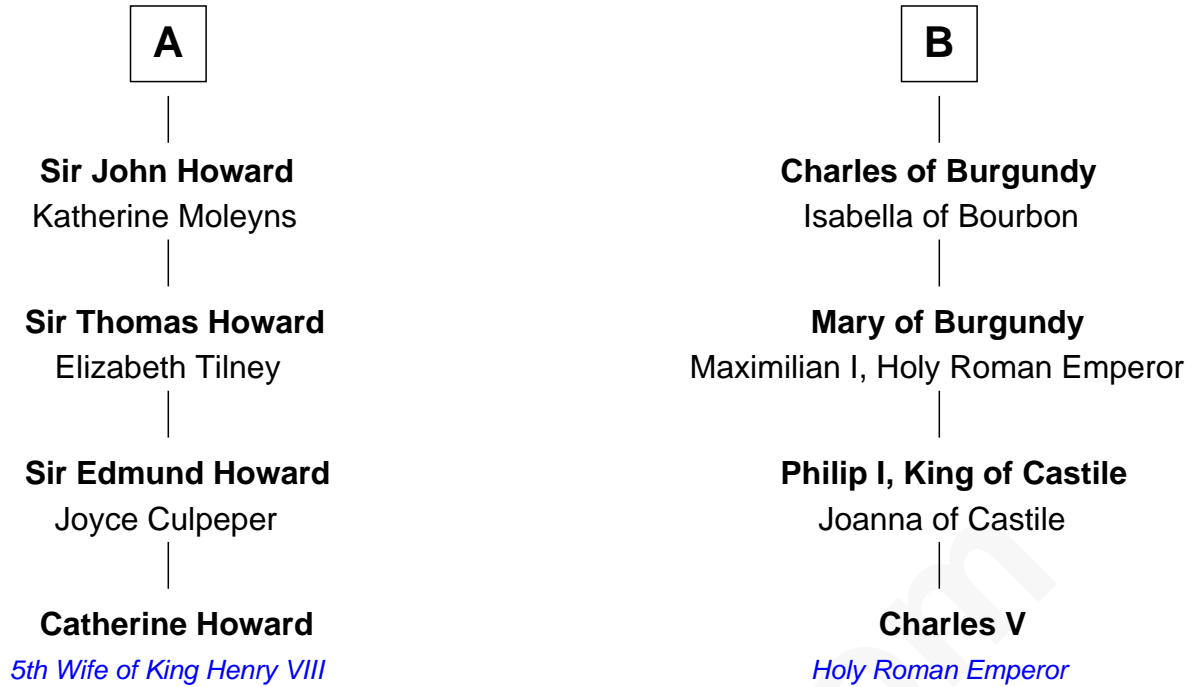 A
Sir John Howard
Katherine Moleyns
Sir Thomas Howard
Elizabeth Tilney
Sir Edmund Howard
Joyce Culpeper
Catherine Howard
5th Wife of King Henry VIII
B
Charles of Burgundy
Isabella of Bourbon
Mary of Burgundy
Maximilian I, Holy Roman Emperor
Philip I, King of Castile
Joanna of Castile
Charles V
Holy Roman Emperor